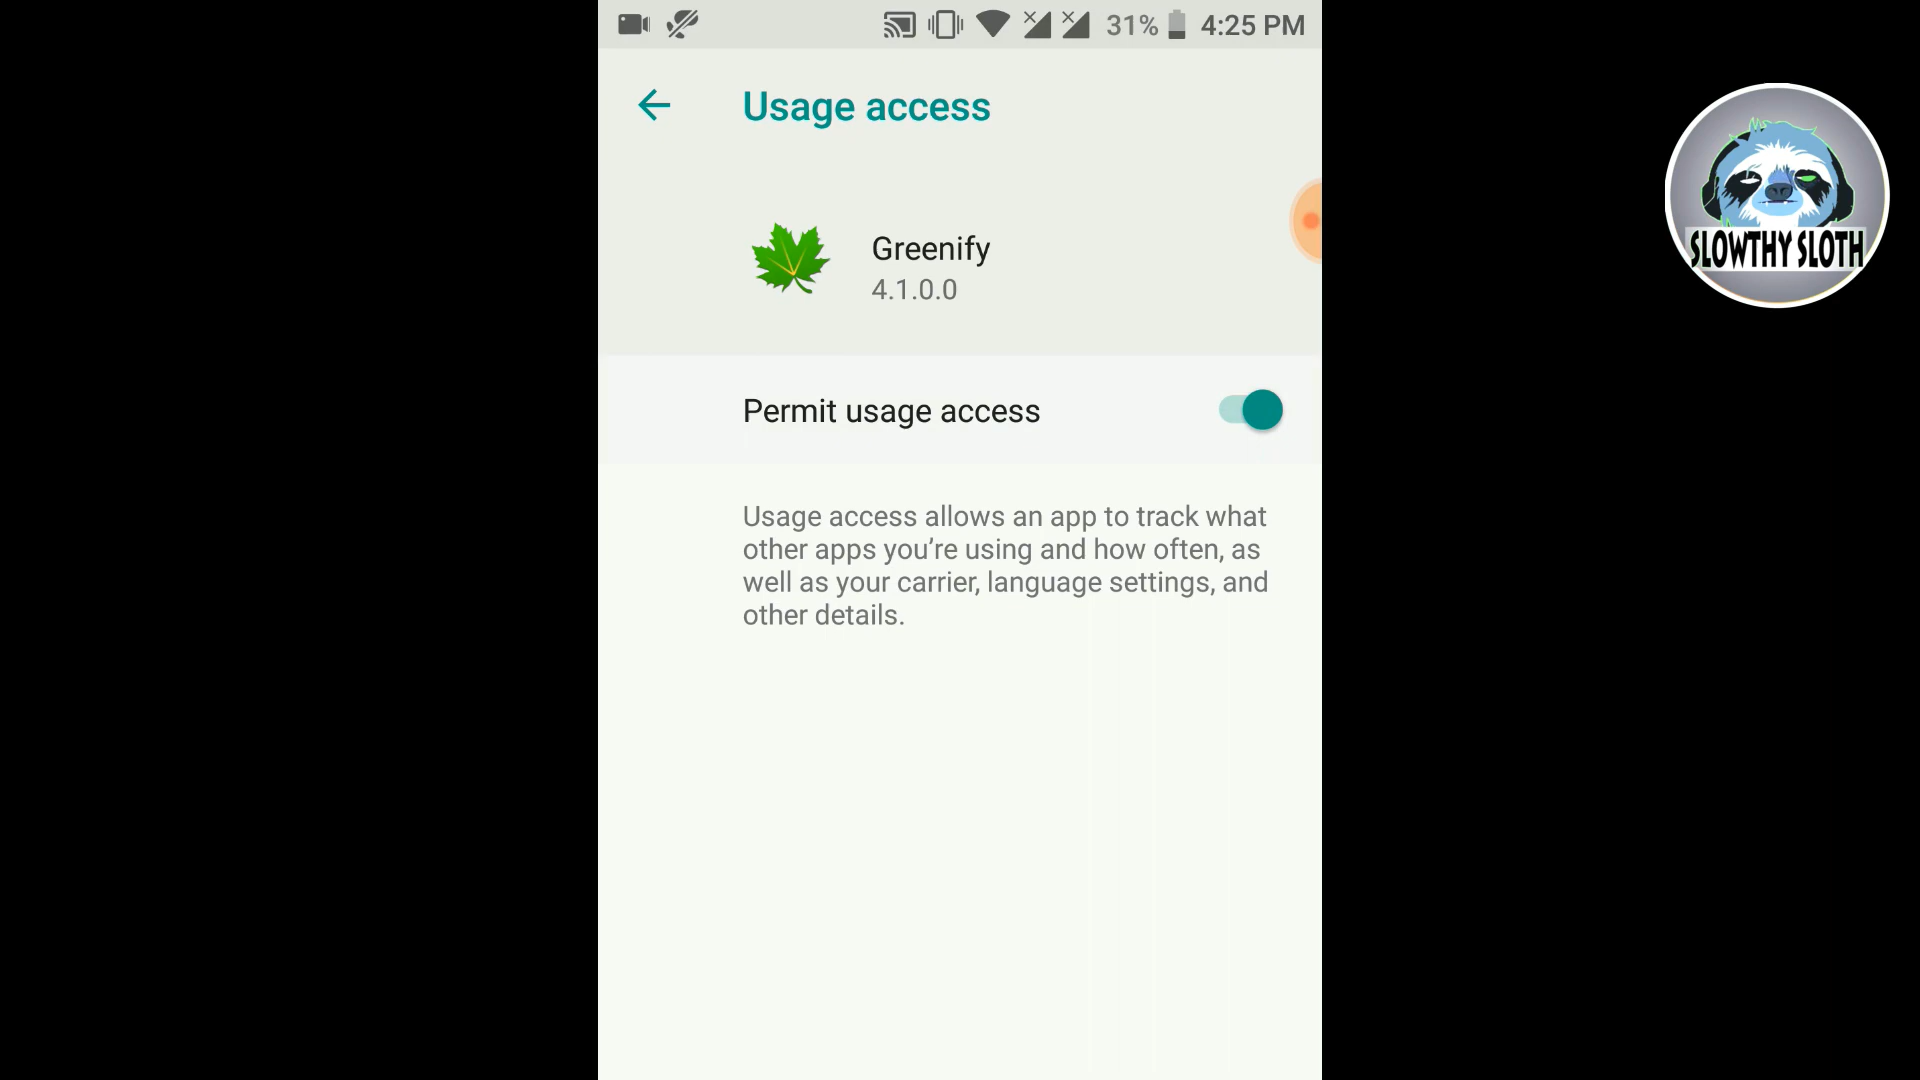 31% 4:25 PM
Usage access
Greenify
4.1.0.0
SLOWTHY SLOTH
Permit usage access
Usage access allows an app to track what
other apps you’re using and how often, as
well as your carrier, language settings, and
other details.